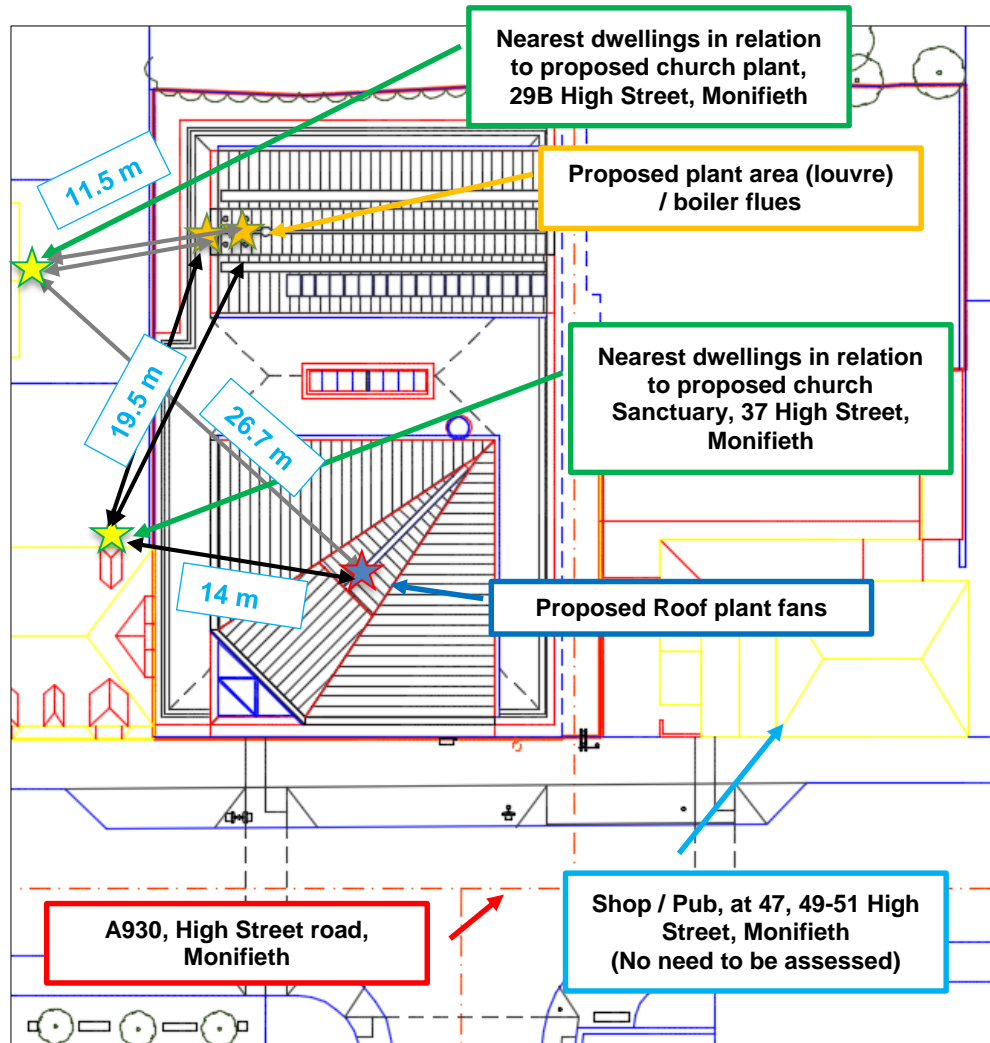 Nearest dwellings in relation
to proposed church plant,
29B High Street, Monifieth
11.5 m
Proposed plant area (louvre)
/ boiler flues
Nearest dwellings in relation
to proposed church
Sanctuary, 37 High Street,
Monifieth
19.5 m
26.7 m
14 m
Proposed Roof plant fans
A930, High Street road,
Monifieth
Shop / Pub, at 47, 49-51 High
Street, Monifieth
(No need to be assessed)